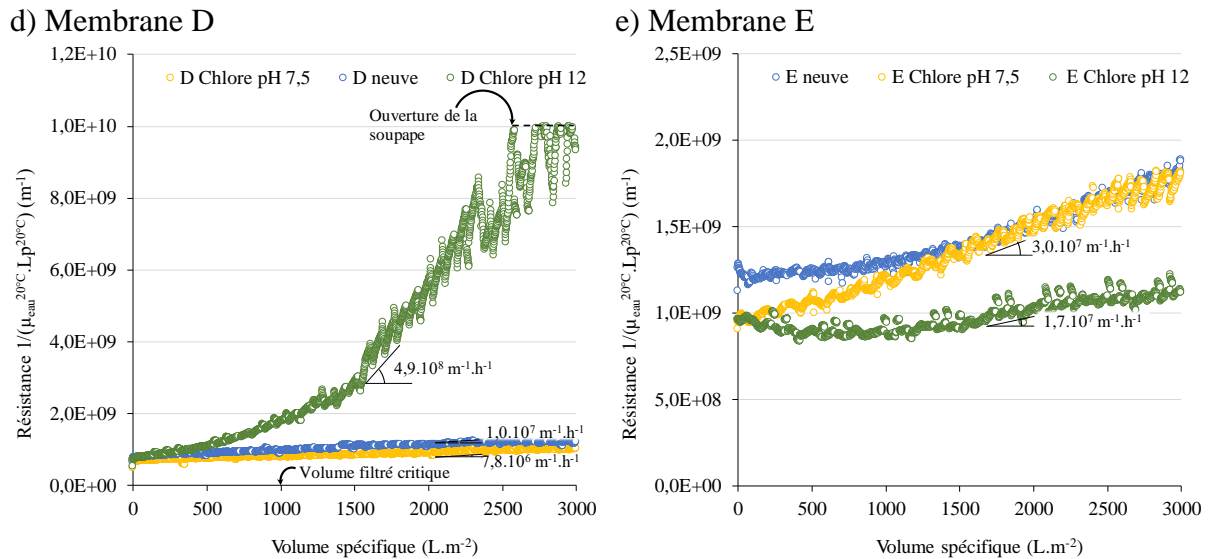 d) Membrane D
Résistance 1/(μeau20°C.Lp20°C) (m-1)
1,2E+10
1,0E+10
8,0E+09
6,0E+09
4,0E+09
2,0E+09
0,0E+00
D Chlore pH 7,5
D neuve
D Chlore pH 12
Ouverture de la
soupape
4,9.10⁸ m⁻¹.h⁻¹
1,0.10⁷ m⁻¹.h⁻¹
7,8.10⁶ m⁻¹.h⁻¹
Volume filtré critique
0 500 1000 1500 2000 2500 3000
Volume spécifique (L.m⁻²)
e) Membrane E
Résistance 1/(μeau20°C.Lp20°C) (m-1)
2,5E+09
2,0E+09
1,5E+09
1,0E+09
5,0E+08
0,0E+00
E neuve
E Chlore pH 7,5
E Chlore pH 12
3,0.10⁷ m⁻¹.h⁻¹
1,7.10⁷ m⁻¹.h⁻¹
0 500 1000 1500 2000 2500 3000
Volume spécifique (L.m⁻²)